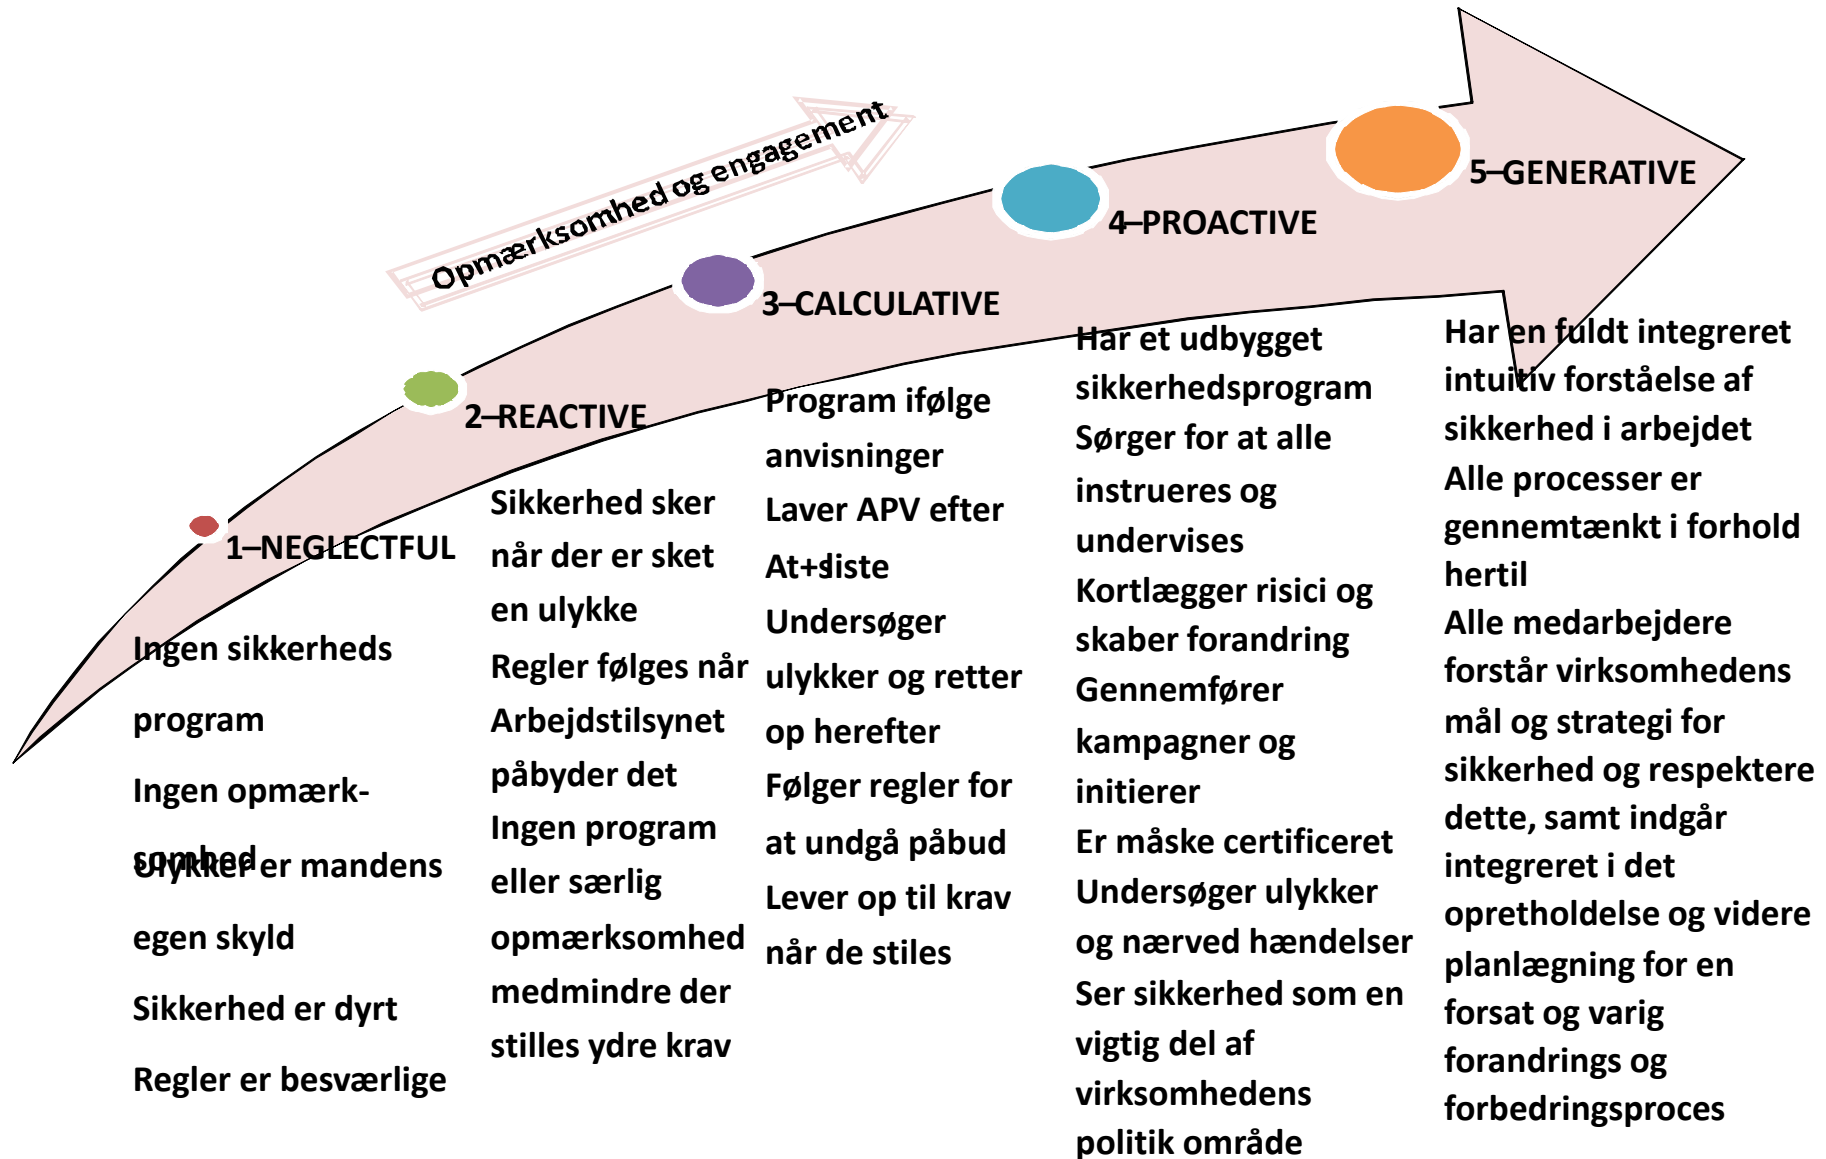 Opmærksomhed og engagement
5–GENERATIVE
4–PROACTIVE
3–CALCULATIVE
2–REACTIVE
1–NEGLECTFUL
Ingen sikkerheds
program
Ingen opmærk-
somhed
Ulykker er mandens
egen skyld
Sikkerhed er dyrt
Regler er besværlige
Sikkerhed sker
når der er sket
en ulykke
Regler følges når
Arbejdstilsynet
påbyder det
Ingen program
eller særlig
opmærksomhed
medmindre der
stilles ydre krav
Program ifølge
anvisninger
Laver APV efter
Undersøger
ulykker og retter
op herefter
Følger regler for
at undgå påbud
Lever op til krav
når de stiles
Har et udbygget
sikkerhedsprogram
Sørger for at alle
instrueres og
undervises
Kortlægger risici og
skaber forandring
Gennemfører
kampagner og
initierer
Er måske certificeret
Undersøger ulykker
og nærved hændelser
Ser sikkerhed som en
vigtig del af
virksomhedens
politik område
Har en fuldt integreret
intuitiv forståelse af
sikkerhed i arbejdet
Alle processer er
gennemtænkt i forhold
hertil
Alle medarbejdere
forstår virksomhedens
mål og strategi for
sikkerhed og respektere
dette, samt indgår
integreret i det
opretholdelse og videre
planlægning for en
forsat og varig
forandrings og
forbedringsproces